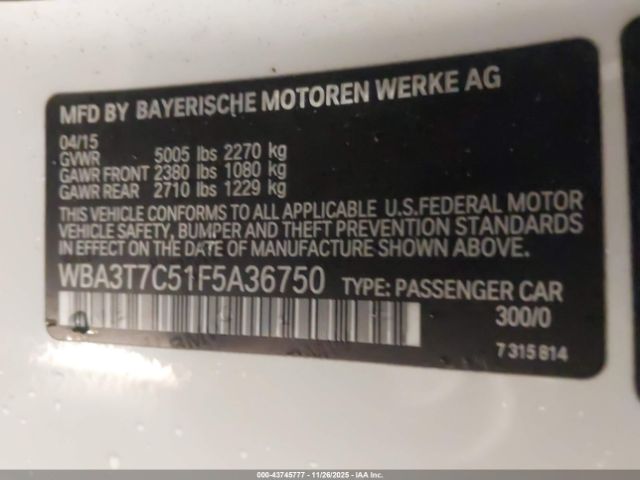 MFD BY BAYERISCHE MOTOREN WERKE AG
04/15
GVWR 5005 lbs 2270 kg
GAWR FRONT 2380 lbs 1080 kg
GAWR REAR 2710 lbs 1229 kg
THIS VEHICLE CONFORMS TO ALL APPLICABLE U.S.FEDERAL MOTOR
VEHICLE SAFETY, BUMPER AND THEFT PREVENTION STANDARDS
IN EFFECT ON THE DATE OF MANUFACTURE SHOWN ABOVE.
WBA3T7C51F5A36750 TYPE: PASSENGER CAR
300/0
7 315 814
000-43745777 - 11/26/2025 - IAA, Inc.